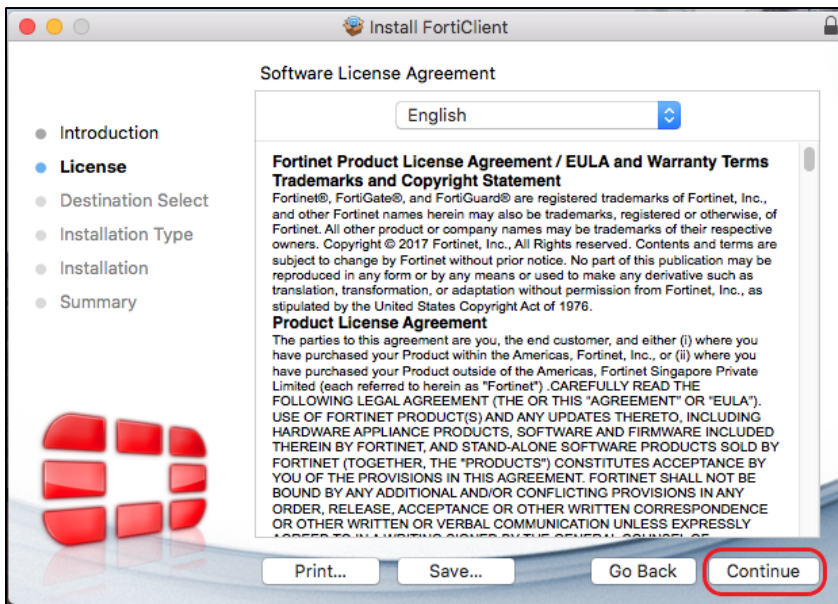 Install FortiClient
Software License Agreement
Introduction
License
Destination Select
Installation Type
Installation
Summary
English
Fortinet Product License Agreement / EULA and Warranty Terms
Trademarks and Copyright Statement
Fortinet®, FortiGate®, and FortiGuard® are registered trademarks of Fortinet, Inc.,
and other Fortinet names herein may also be trademarks, registered or otherwise, of
Fortinet. All other product or company names may be trademarks of their respective
owners. Copyright © 2017 Fortinet, Inc., All Rights reserved. Contents and terms are
subject to change by Fortinet without prior notice. No part of this publication may be
reproduced in any form or by any means or used to make any derivative such as
translation, transformation, or adaptation without permission from Fortinet, Inc., as
stipulated by the United States Copyright Act of 1976.
Product License Agreement
The parties to this agreement are you, the end customer, and either (i) where you
have purchased your Product within the Americas, Fortinet, Inc., or (ii) where you
have purchased your Product outside of the Americas, Fortinet Singapore Private
Limited (each referred to herein as "Fortinet") .CAREFULLY READ THE
FOLLOWING LEGAL AGREEMENT (THE OR THIS "AGREEMENT" OR "EULA").
USE OF FORTINET PRODUCT(S) AND ANY UPDATES THERETO, INCLUDING
HARDWARE APPLIANCE PRODUCTS, SOFTWARE AND FIRMWARE INCLUDED
THEREIN BY FORTINET, AND STAND-ALONE SOFTWARE PRODUCTS SOLD BY
FORTINET (TOGETHER, THE "PRODUCTS") CONSTITUTES ACCEPTANCE BY
YOU OF THE PROVISIONS IN THIS AGREEMENT. FORTINET SHALL NOT BE
BOUND BY ANY ADDITIONAL AND/OR CONFLICTING PROVISIONS IN ANY
ORDER, RELEASE, ACCEPTANCE OR OTHER WRITTEN CORRESPONDENCE
OR OTHER WRITTEN OR VERBAL COMMUNICATION UNLESS EXPRESSLY
AGREED TO IN A WRITING SIGNED BY THE GENERAL COUNSEL OF
Print...
Save...
Go Back
Continue